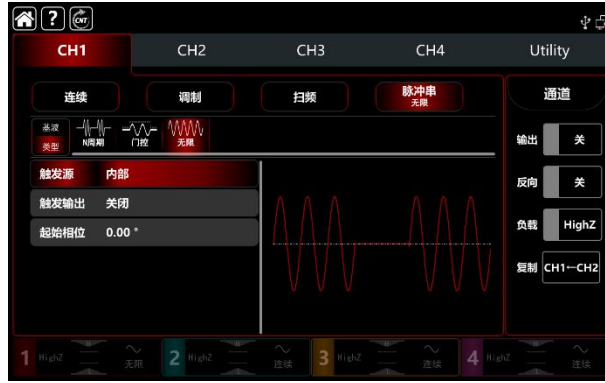 ? CNT
CH1 CH2 CH3 CH4 Utility
连续 调制 扫频 脉冲串
无限
通道
基波
类型
N周期 门控 无限
输出 关
触发源 内部
反向 关
触发输出 关闭
负载 HighZ
起始相位 0.00 °
复制 CH1←CH2
1 HighZ 无限 2 HighZ 连续 3 HighZ 连续 4 HighZ 连续